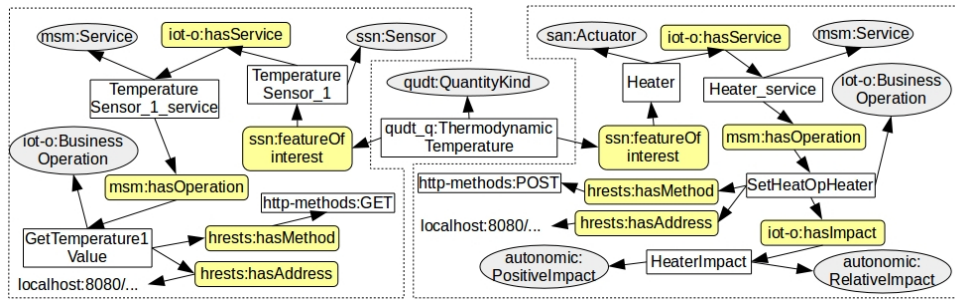 msm:Service
iot-o:hasService
ssn:Sensor
Temperature
Sensor_1_service
Temperature
Sensor_1
iot-o:Business
Operation
ssn:featureOf
interest
msm:hasOperation
http-methods:GET
GetTemperature1
Value
hrests:hasMethod
hrests:hasAddress
localhost:8080/...
qudt:QuantityKind
qudt_q:Thermodynamic
Temperature
san:Actuator
iot-o:hasService
msm:Service
Heater
Heater_service
iot-o:Business
Operation
ssn:featureOf
interest
msm:hasOperation
http-methods:POST
hrests:hasMethod
SetHeatOpHeater
localhost:8080/...
hrests:hasAddress
iot-o:hasImpact
autonomic:
PositiveImpact
HeaterImpact
autonomic:
RelativeImpact